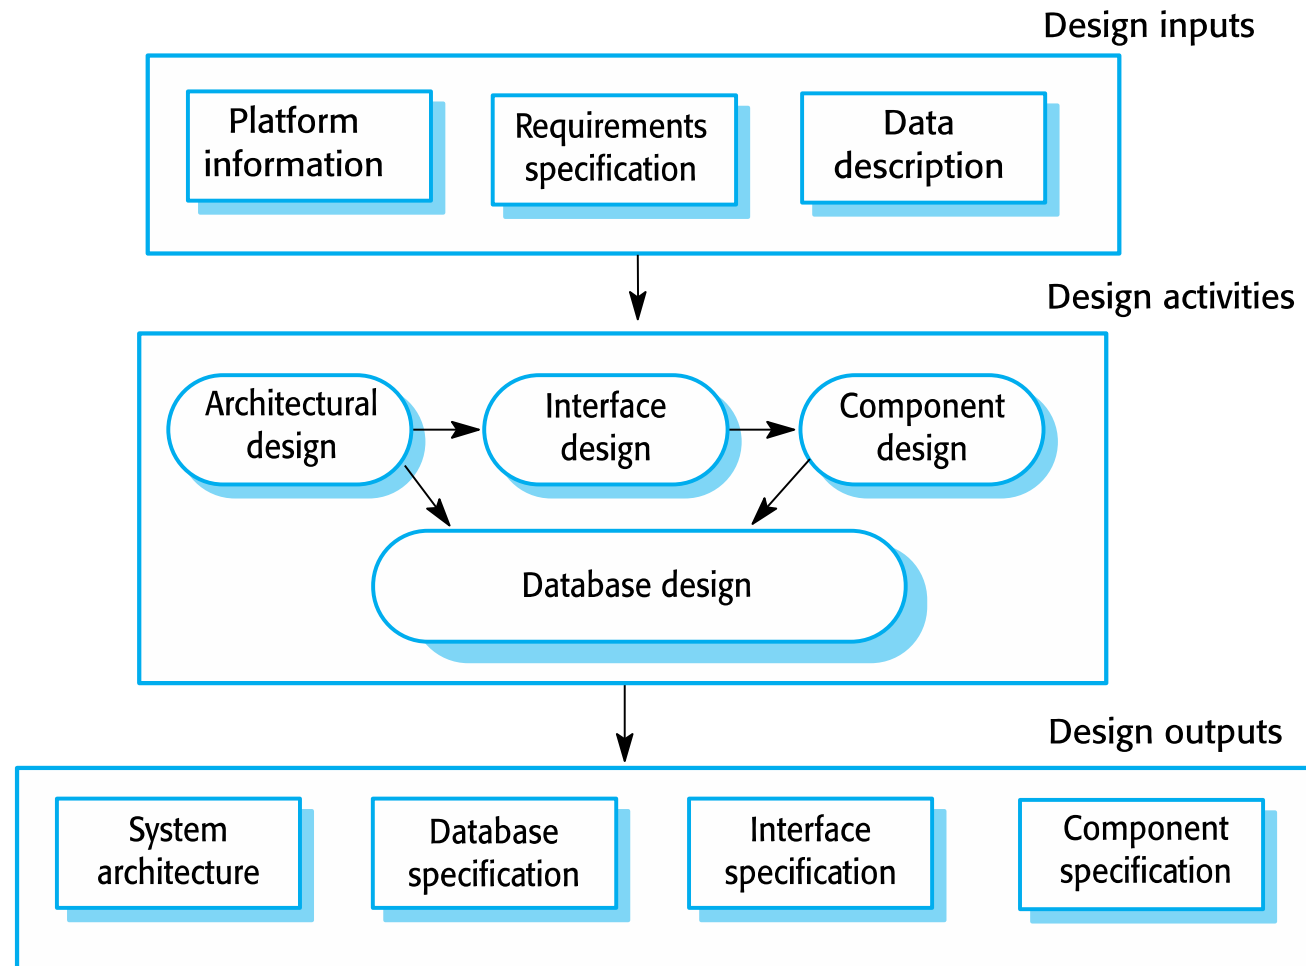 Design inputs
Platform
information
Requirements
specification
Data
description
Design activities
Architectural
design
Interface
design
Component
design
Database design
Design outputs
System
architecture
Database
specification
Interface
specification
Component
specification